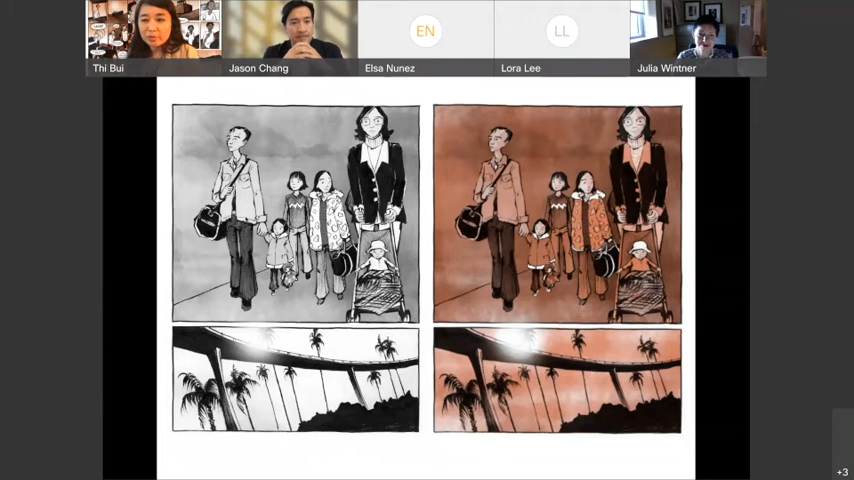 EN
LL
Thi Bui
Jason Chang
Elsa Nunez
Lora Lee
Julia Wintner
+3